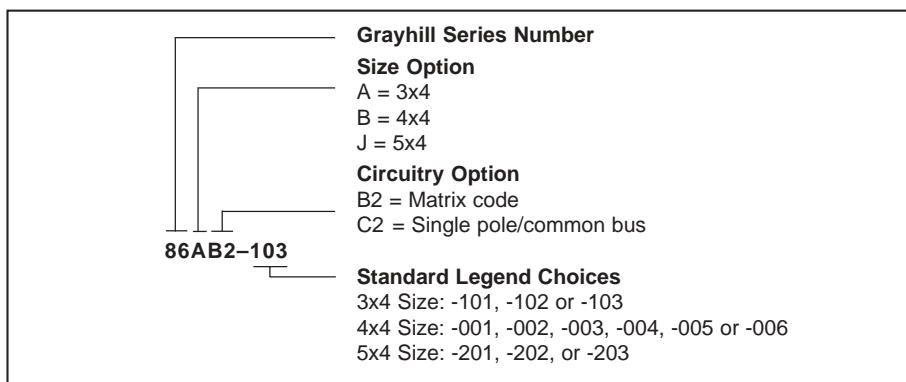 Grayhill Series Number
Size Option
A = 3x4
B = 4x4
J = 5x4
Circuitry Option
B2 = Matrix code
C2 = Single pole/common bus
86AB2–103
Standard Legend Choices
3x4 Size: -101, -102 or -103
4x4 Size: -001, -002, -003, -004, -005 or -006
5x4 Size: -201, -202, or -203